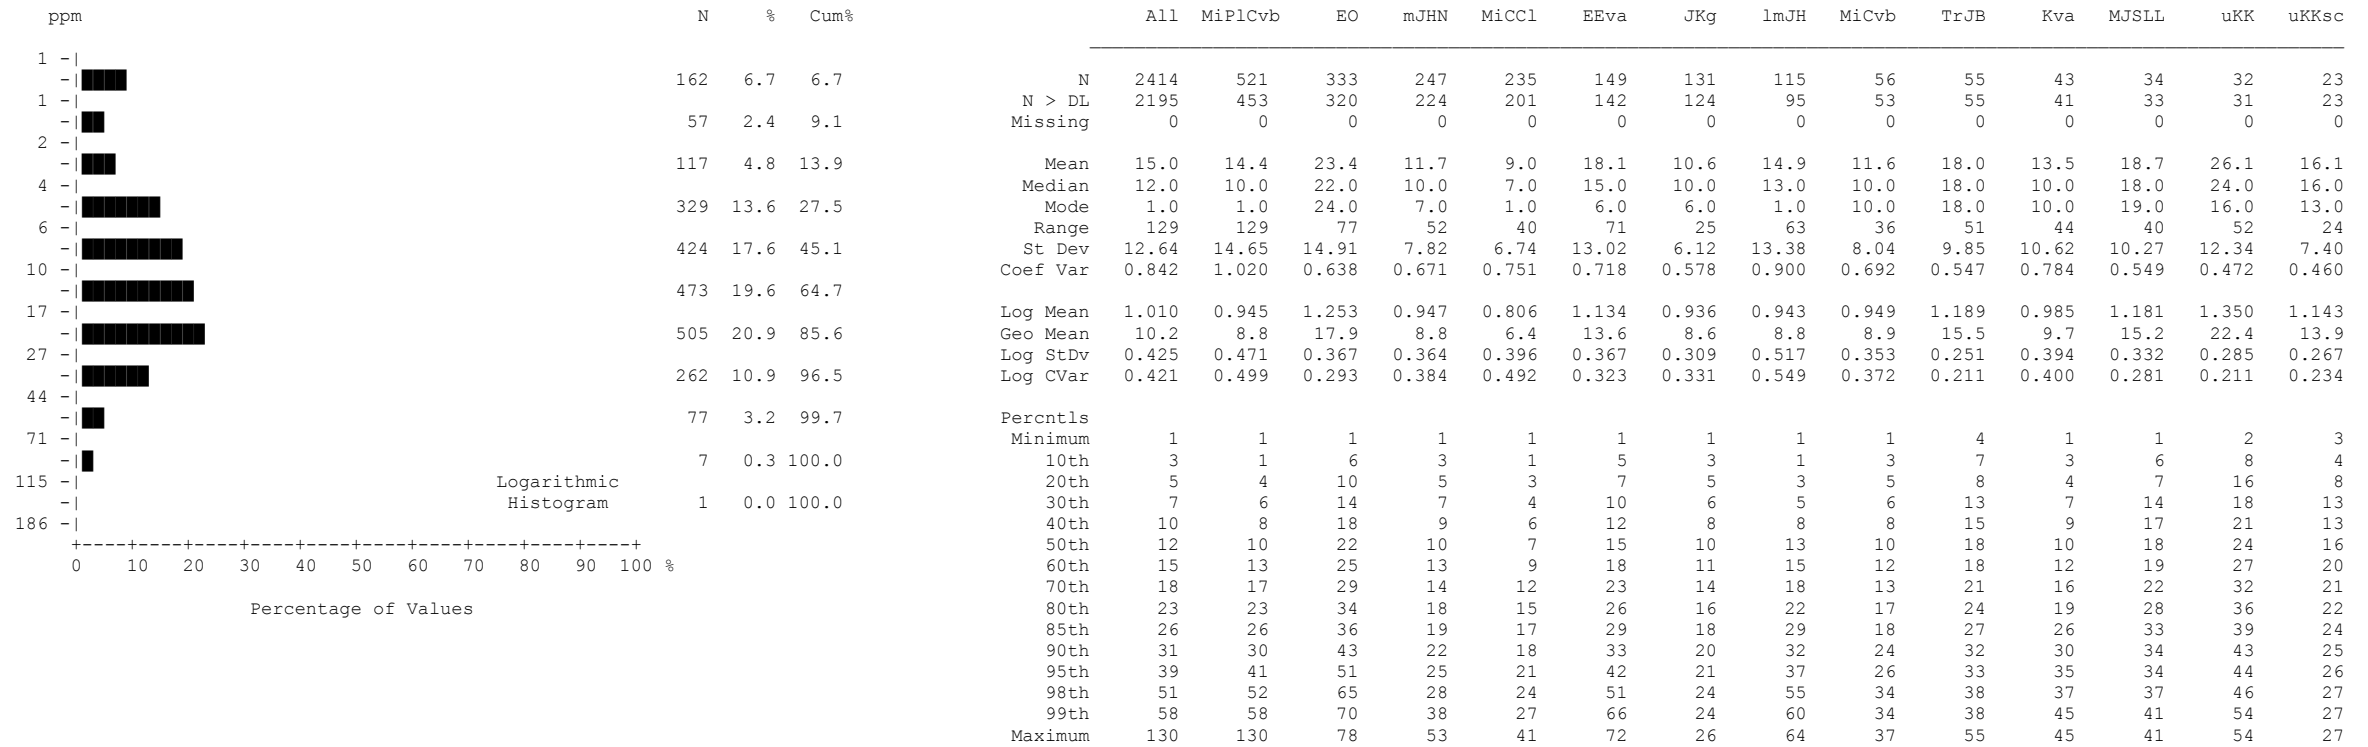 ppm N % Cum% All MiPlCvb EO mJHN MiCCl EEva JKg lmJH MiCvb TrJB Kva MJSLL uKK uKKsc
1 -|
-| 162 6.7 6.7 N 2414 521 333 247 235 149 131 115 56 55 43 34 32 23
1 -| N > DL 2195 453 320 224 201 142 124 95 53 55 41 33 31 23
-| 57 2.4 9.1 Missing 0 0 0 0 0 0 0 0 0 0 0 0 0 0
2 -|
-| 117 4.8 13.9 Mean 15.0 14.4 23.4 11.7 9.0 18.1 10.6 14.9 11.6 18.0 13.5 18.7 26.1 16.1
4 -| Median 12.0 10.0 22.0 10.0 7.0 15.0 10.0 13.0 10.0 18.0 10.0 18.0 24.0 16.0
-| 329 13.6 27.5 Mode 1.0 1.0 24.0 7.0 1.0 6.0 6.0 1.0 10.0 18.0 10.0 19.0 16.0 13.0
6 -| Range 129 129 77 52 40 71 25 63 36 51 44 40 52 24
-| 424 17.6 45.1 St Dev 12.64 14.65 14.91 7.82 6.74 13.02 6.12 13.38 8.04 9.85 10.62 10.27 12.34 7.40
10 -| Coef Var 0.842 1.020 0.638 0.671 0.751 0.718 0.578 0.900 0.692 0.547 0.784 0.549 0.472 0.460
-| 473 19.6 64.7
17 -| Log Mean 1.010 0.945 1.253 0.947 0.806 1.134 0.936 0.943 0.949 1.189 0.985 1.181 1.350 1.143
-| 505 20.9 85.6 Geo Mean 10.2 8.8 17.9 8.8 6.4 13.6 8.6 8.8 8.9 15.5 9.7 15.2 22.4 13.9
27 -| Log StDv 0.425 0.471 0.367 0.364 0.396 0.367 0.309 0.517 0.353 0.251 0.394 0.332 0.285 0.267
-| 262 10.9 96.5 Log CVar 0.421 0.499 0.293 0.384 0.492 0.323 0.331 0.549 0.372 0.211 0.400 0.281 0.211 0.234
44 -|
-| 77 3.2 99.7 Percntls
71 -| Minimum 1 1 1 1 1 1 1 1 1 4 1 1 2 3
-| 7 0.3 100.0 10th 3 1 6 3 1 5 3 1 3 7 3 6 8 4
115 -| Logarithmic 20th 5 4 10 5 3 7 5 3 5 8 4 7 16 8
-| Histogram 1 0.0 100.0 30th 7 6 14 7 4 10 6 5 6 13 7 14 18 13
186 -| 40th 10 8 18 9 6 12 8 8 8 15 9 17 21 13
+----+----+----+----+----+----+----+----+----+----+ 50th 12 10 22 10 7 15 10 13 10 18 10 18 24 16
0 10 20 30 40 50 60 70 80 90 100 % 60th 15 13 25 13 9 18 11 15 12 18 12 19 27 20
70th 18 17 29 14 12 23 14 18 13 21 16 22 32 21
Percentage of Values 80th 23 23 34 18 15 26 16 22 17 24 19 28 36 22
85th 26 26 36 19 17 29 18 29 18 27 26 33 39 24
90th 31 30 43 22 18 33 20 32 24 32 30 34 43 25
95th 39 41 51 25 21 42 21 37 26 33 35 34 44 26
98th 51 52 65 28 24 51 24 55 34 38 37 37 46 27
99th 58 58 70 38 27 66 24 60 34 38 45 41 54 27
Maximum 130 130 78 53 41 72 26 64 37 55 45 41 54 27